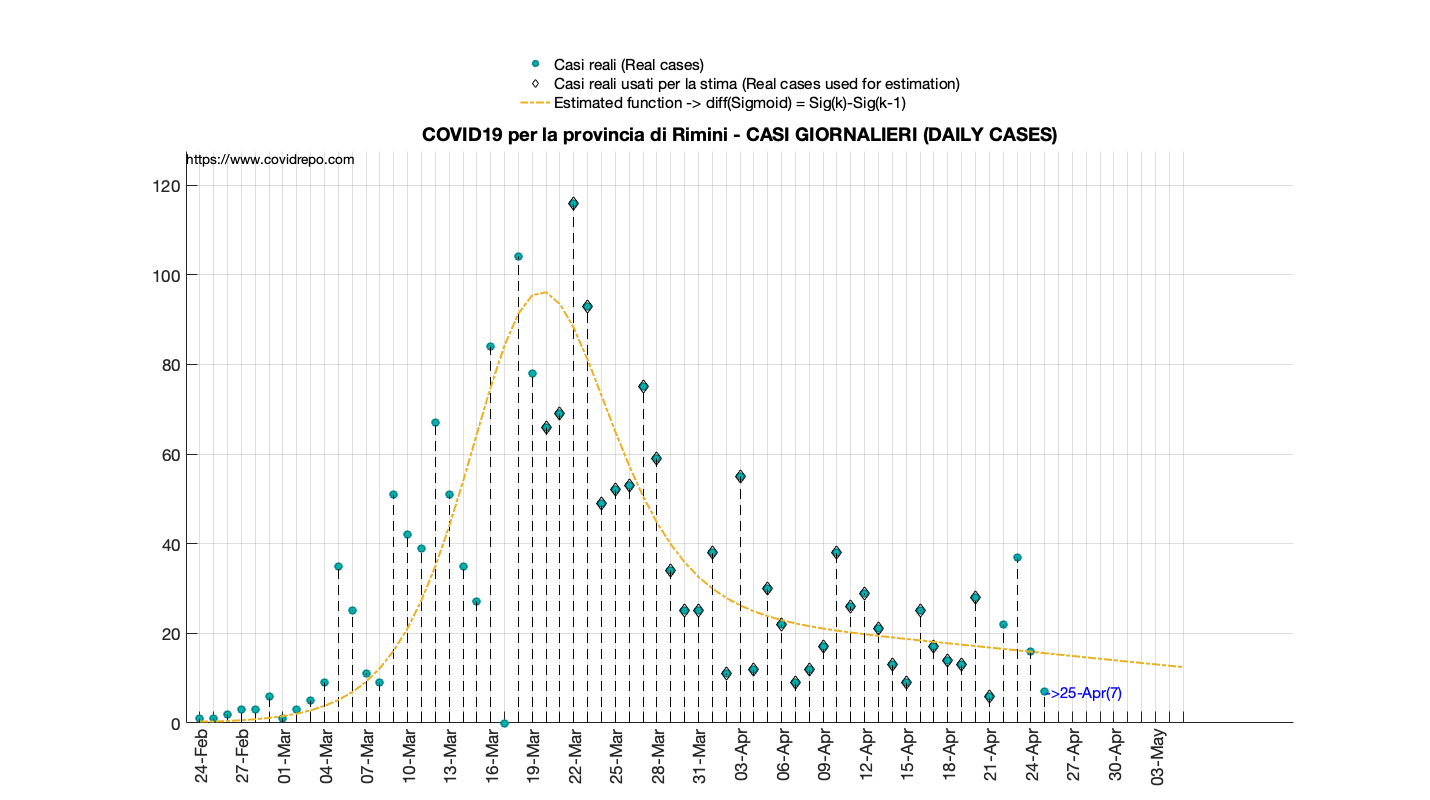 Casi reali (Real cases)
Casi reali usati per la stima (Real cases used for estimation)
Estimated function -> diff(Sigmoid) = Sig(k)-Sig(k-1)
COVID19 per la provincia di Rimini - CASI GIORNALIERI (DAILY CASES)
https://www.covidrepo.com
120
100
80
60
40
20
0
->25-Apr(7)
24-Feb
27-Feb
01-Mar
04-Mar
07-Mar
10-Mar
13-Mar
16-Mar
19-Mar
22-Mar
25-Mar
28-Mar
31-Mar
03-Apr
06-Apr
09-Apr
12-Apr
15-Apr
18-Apr
21-Apr
24-Apr
27-Apr
30-Apr
03-May